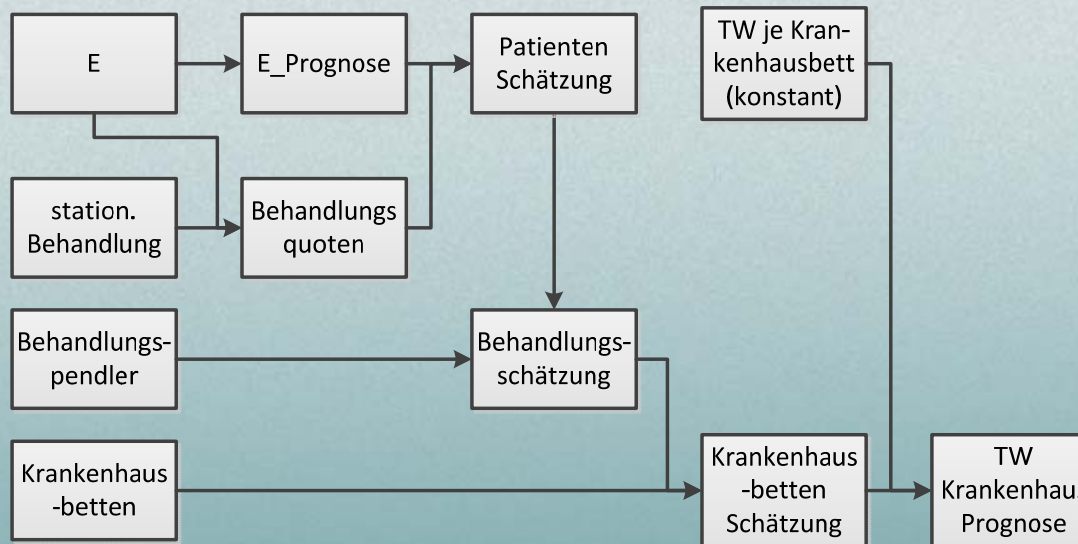 E
E_Prognose
Patienten
Schätzung
TW je Kran-
kenhausbett
(konstant)
station.
Behandlung
Behandlungs
quoten
Behandlungs-
pendler
Behandlungs-
schätzung
Krankenhaus
-betten
Krankenhaus
-betten
Schätzung
TW
Krankenhaus
Prognose